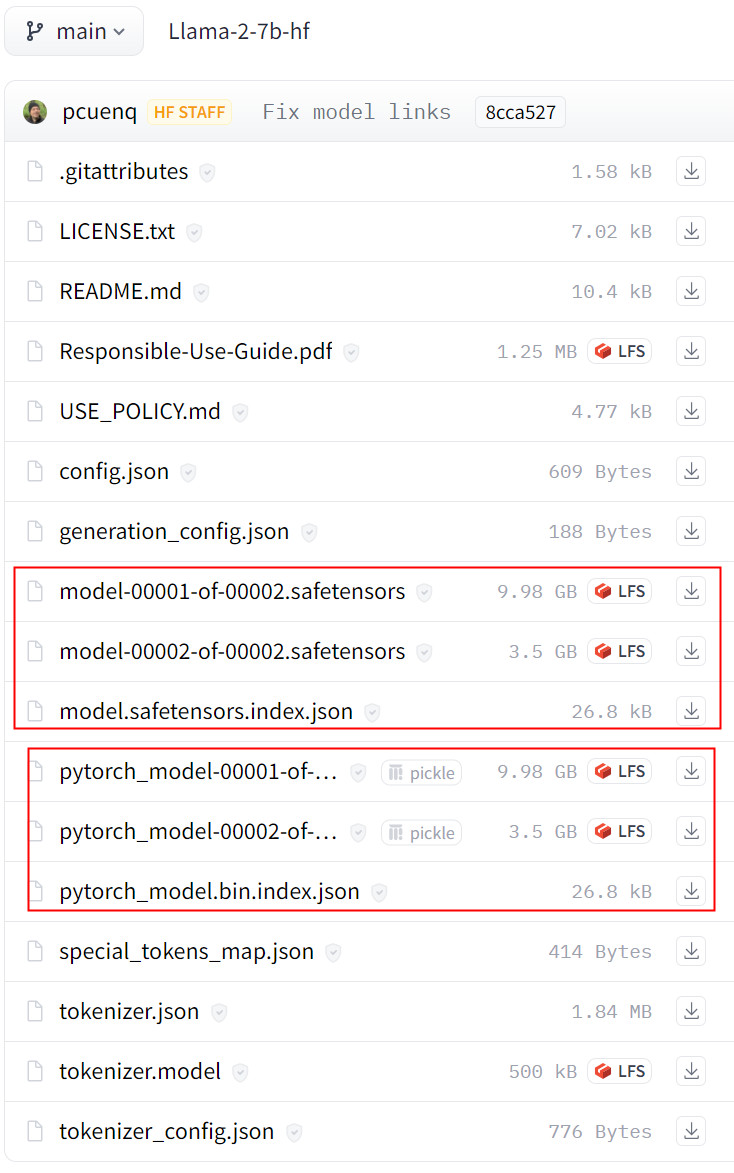 main Llama-2-7b-hf
pcuenq HF STAFF Fix model links 8cca527
.gitattributes 1.58 kB
LICENSE.txt 7.02 kB
README.md 10.4 kB
Responsible-Use-Guide.pdf 1.25 MB LFS
USE_POLICY.md 4.77 kB
config.json 609 Bytes
generation_config.json 188 Bytes
model-00001-of-00002.safetensors 9.98 GB LFS
model-00002-of-00002.safetensors 3.5 GB LFS
model.safetensors.index.json 26.8 kB
pytorch_model-00001-of-... pickle 9.98 GB LFS
pytorch_model-00002-of-... pickle 3.5 GB LFS
pytorch_model.bin.index.json 26.8 kB
special_tokens_map.json 414 Bytes
tokenizer.json 1.84 MB
tokenizer.model 500 kB LFS
tokenizer_config.json 776 Bytes